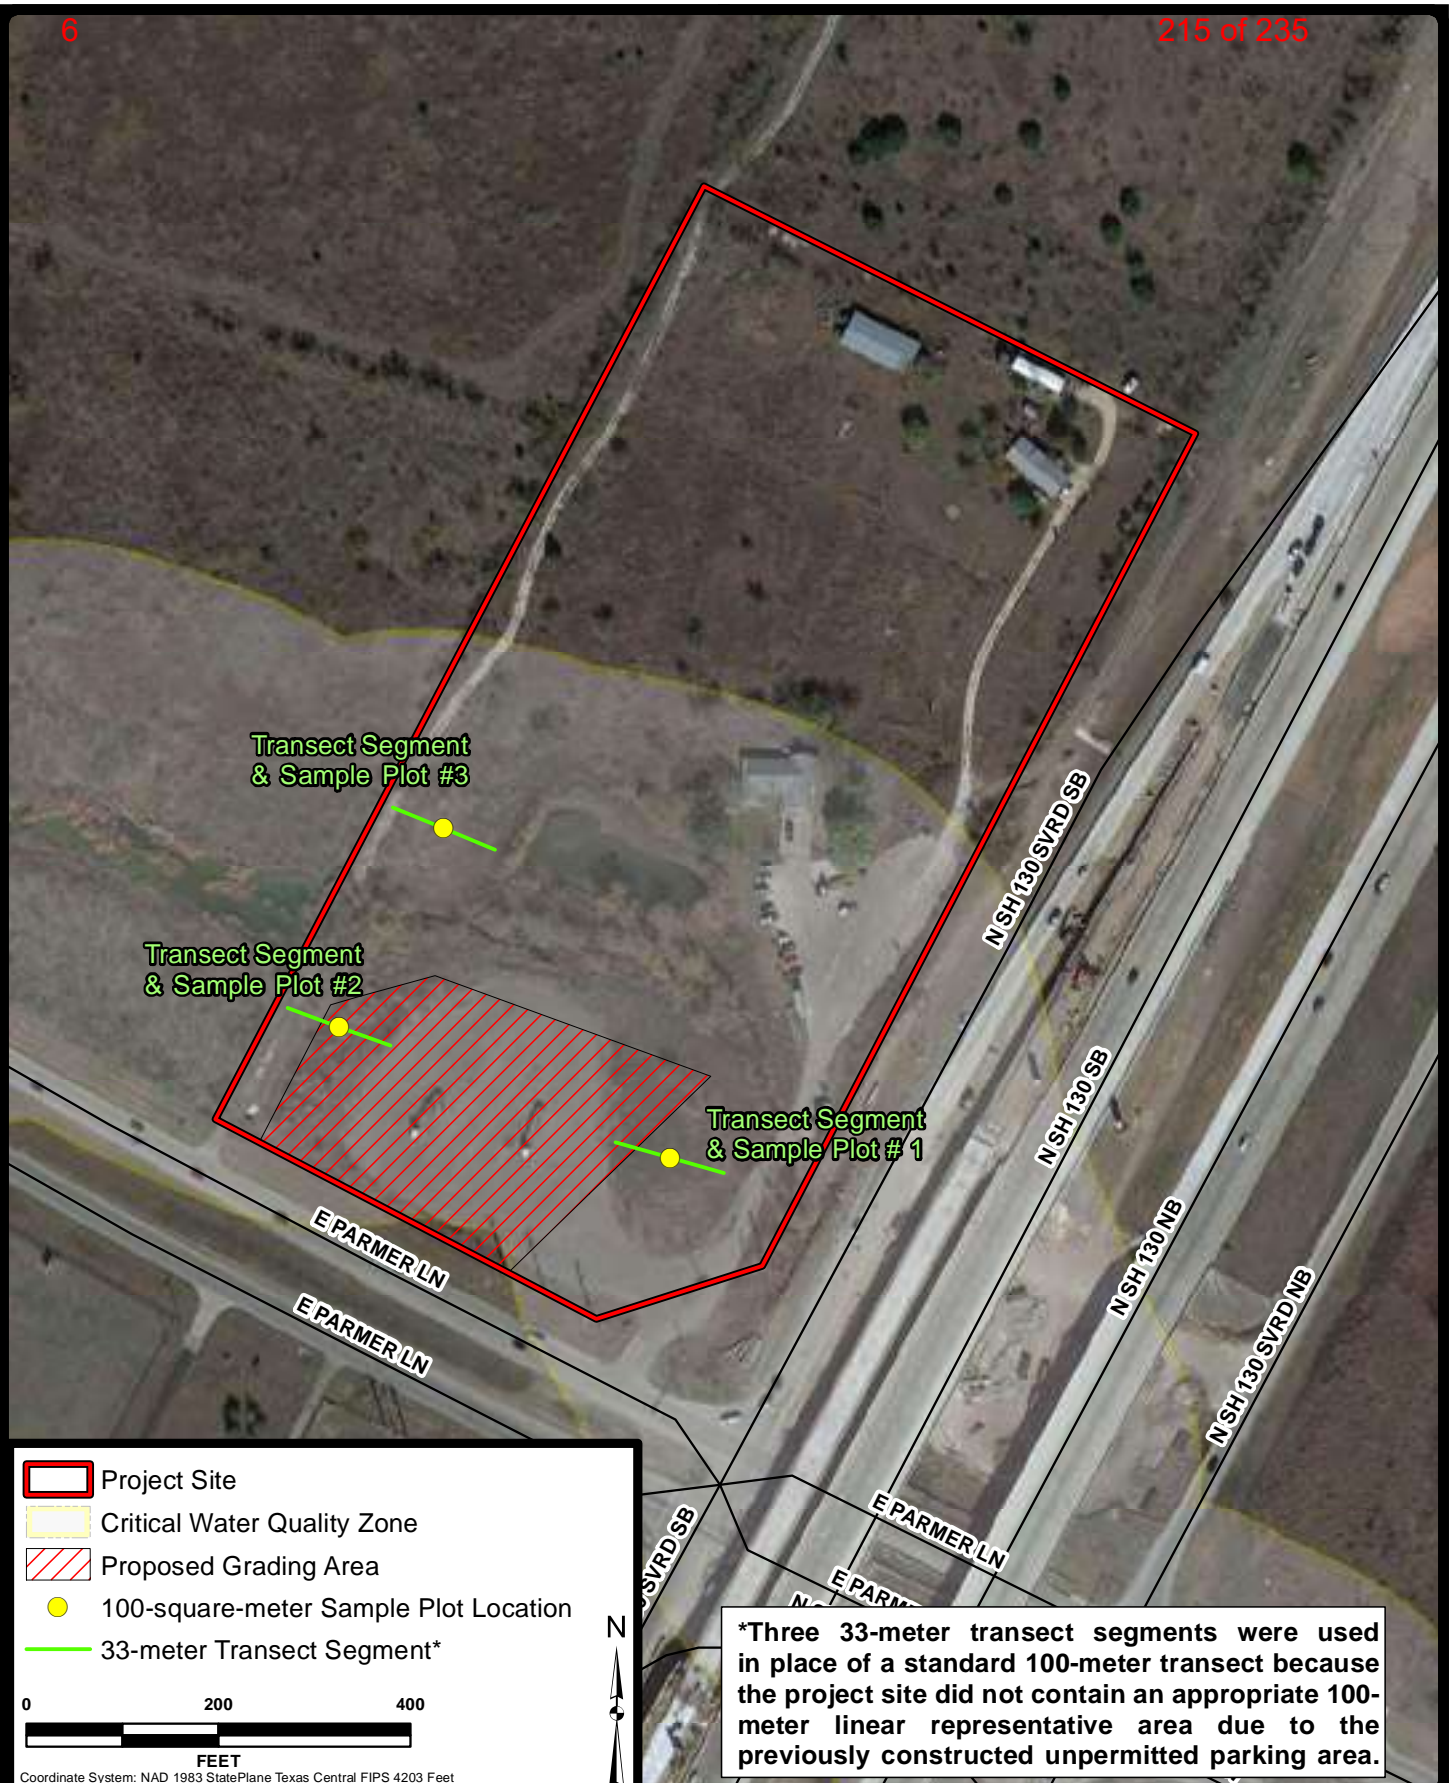 6
215 of 235
Transect Segment
& Sample Plot #3
N SH 130 SVRD SB
Transect Segment
& Sample Plot #2
N SH 130 SB
Transect Segment
& Sample Plot # 1
E PARMER LN
E PARMER LN
N SH 130 NB
N SH 130 SVRD NB
E PARMER LN
SVRD SB
E PARM
Project Site
Critical Water Quality Zone
Proposed Grading Area
100-square-meter Sample Plot Location
33-meter Transect Segment*
N
0 200 400
FEET
Coordinate System: NAD 1983 StatePlane Texas Central FIPS 4203 Feet
*Three 33-meter transect segments were used
in place of a standard 100-meter transect because
the project site did not contain an appropriate 100-
meter linear representative area due to the
previously constructed unpermitted parking area.